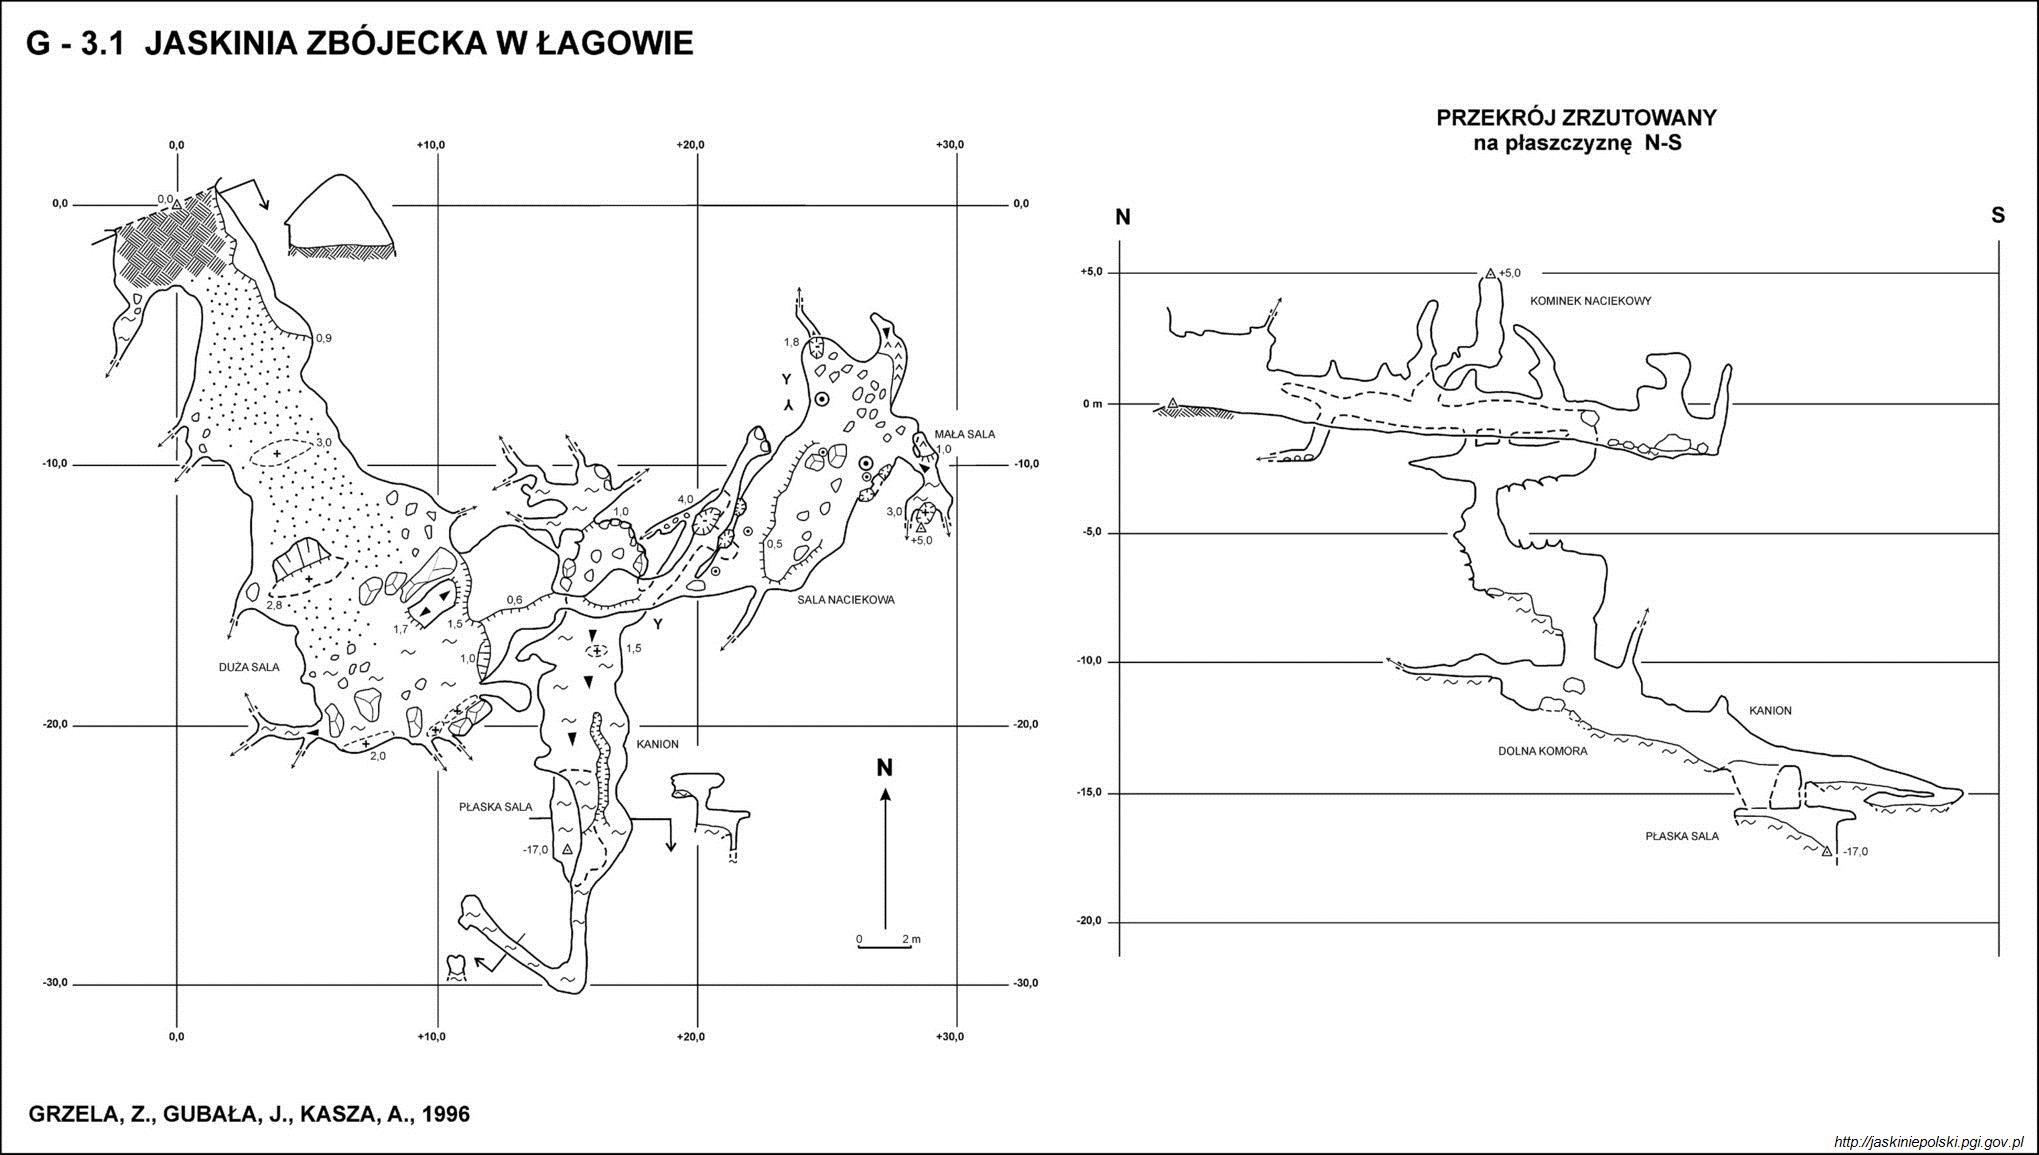 G - 3.1 JASKINIA ZBÓJECKA W ŁAGOWIE
PRZEKRÓJ ZRZUTOWANY
na płaszczyznę N-S
0,0 +10,0 +20,0 +30,0
0,0 0,0
0,0
0,9
3,0
1,8
Y
Y
MAŁA SALA
1,0
-10,0 -10,0
4,0
1,0
3,0
+5,0
0,5
2,8
0,6
SALA NACIEKOWA
1,7
1,5
Y
1,5
1,0
DUŻA SALA
-20,0 -20,0
2,0
KANION
N
PŁASKA SALA
-17,0
0 2 m
-30,0 -30,0
0,0 +10,0 +20,0 +30,0
N S
+5,0
+5,0
KOMINEK NACIEKOWY
0 m
-5,0
-10,0
KANION
DOLNA KOMORA
-15,0
PŁASKA SALA
-17,0
-20,0
GRZELA, Z., GUBAŁA, J., KASZA, A., 1996
http://jaskiniepolski.pgi.gov.pl